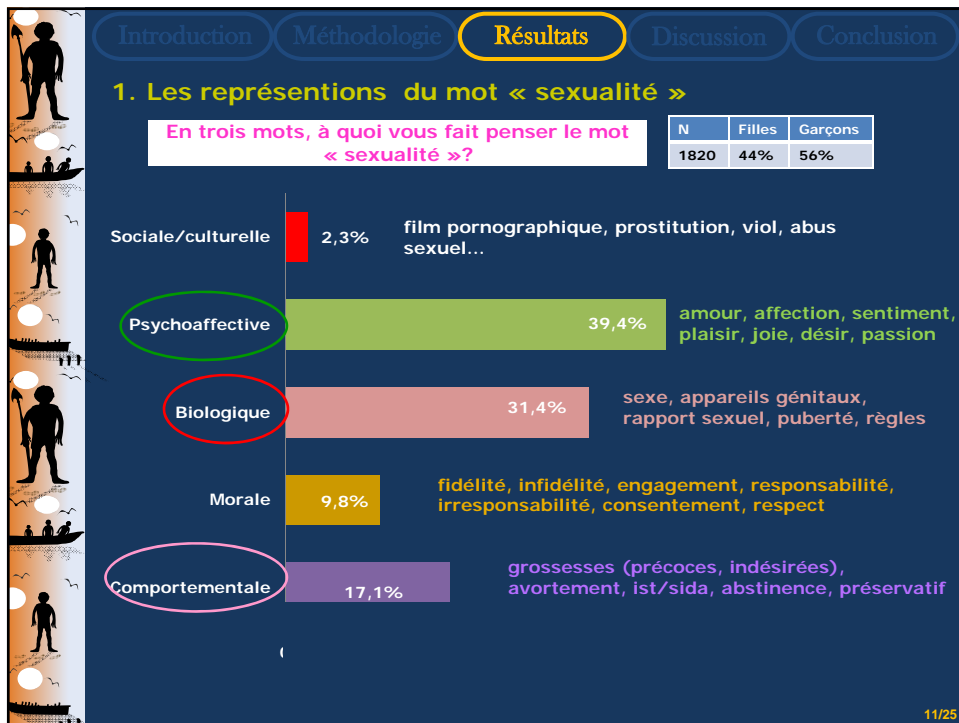 Introduction Méthodologie Résultats Discussion Conclusion
1. Les représentions du mot « sexualité »
En trois mots, à quoi vous fait penser le mot
« sexualité »?
N Filles Garçons
1820 44% 56%
Sociale/culturelle 2,3% film pornographique, prostitution, viol, abus
sexuel...
Psychoaffective 39,4% amour, affection, sentiment,
plaisir, joie, désir, passion
Biologique 31,4% sexe, appareils génitaux,
rapport sexuel, puberté, règles
Morale 9,8% fidélité, infidélité, engagement, responsabilité,
irresponsabilité, consentement, respect
Comportementale 17,1% grossesses (précoces, indésirées),
avortement, ist/sida, abstinence, préservatif
11/25